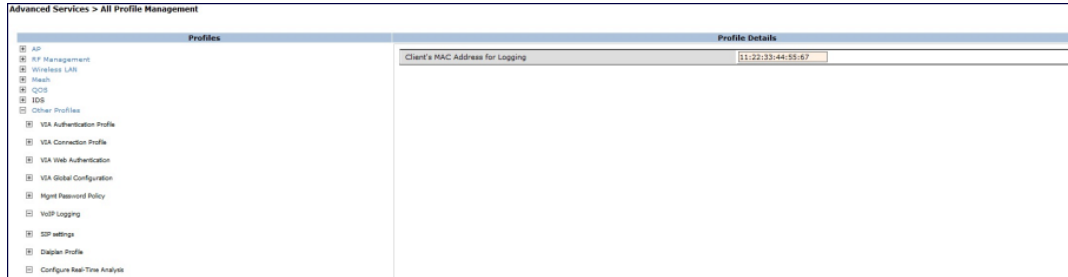 Advanced Services > All Profile Management
Profiles
Profile Details
AP
RF Management
Wireless LAN
Mesh
QOS
IDS
Other Profiles
VIA Authentication Profile
VIA Connection Profile
VIA Web Authentication
VIA Global Configuration
Mgmt Password Policy
VoIP Logging
SIP settings
Dialplan Profile
Configure Real-Time Analysis
Client's MAC Address for Logging
11:22:33:44:55:67